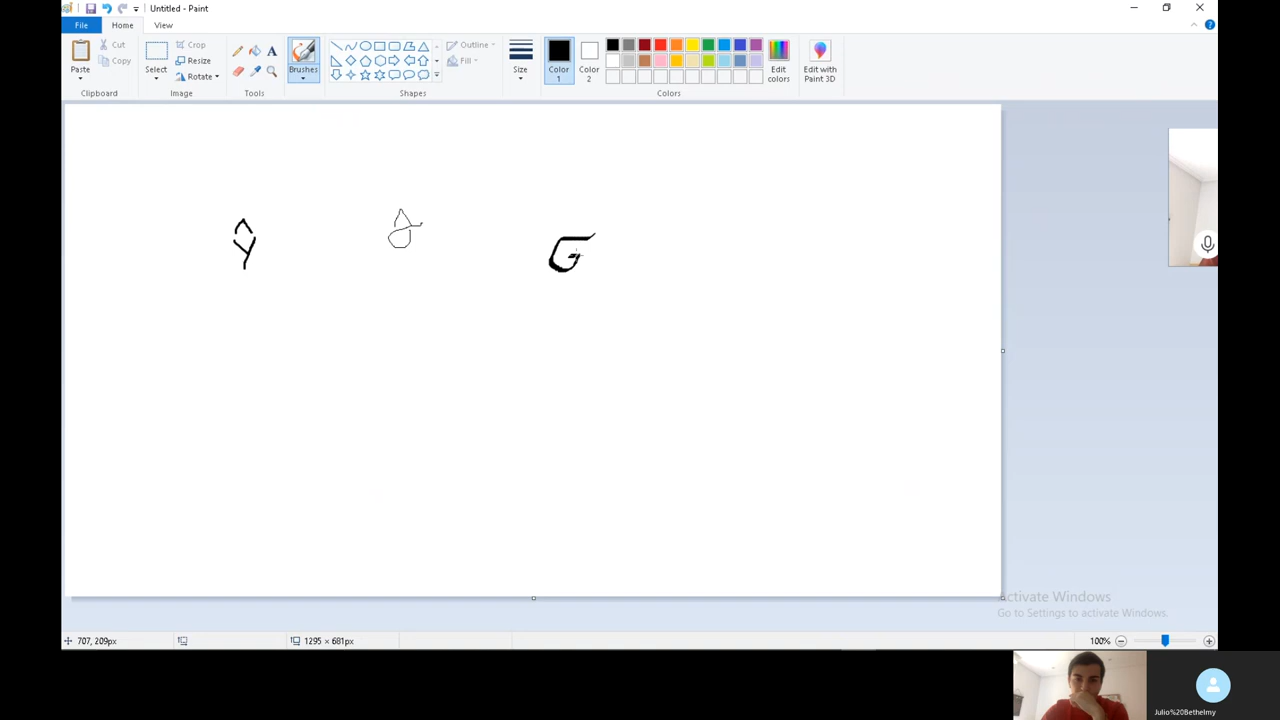 Untitled - Paint
File Home View
Paste Cut Copy Clipboard
Select Crop Resize Rotate Image
Tools
Brushes
Shapes
Outline Fill
Size
Color 1 Color 2
Edit colors
Colors
Edit with Paint 3D
Ŷ σ̂ G
Activate Windows
Go to Settings to activate Windows.
707, 209px 1295 × 681px 100%
Julio%20Bethelmy